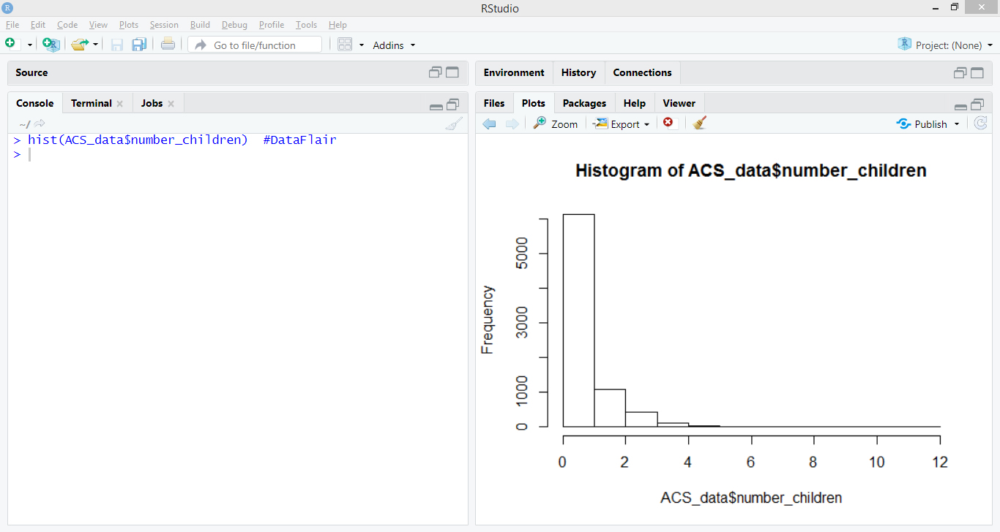 RStudio
File Edit Code View Plots Session Build Debug Profile Tools Help
Go to file/function Addins Project: (None)
Source
Console Terminal Jobs
~/
> hist(ACS_data$number_children)  #DataFlair
>
Environment History Connections
Files Plots Packages Help Viewer
Zoom Export Publish
Histogram of ACS_data$number_children
Frequency
5000
3000
1000
0
0 2 4 6 8 10 12
ACS_data$number_children